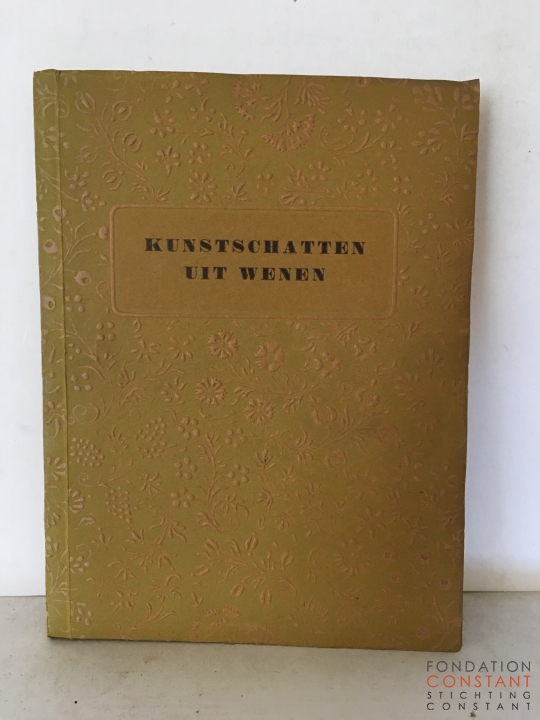 KUNSTSCHATTEN
UIT WENEN
FONDATION
CONSTANT
STICHTING
CONSTANT